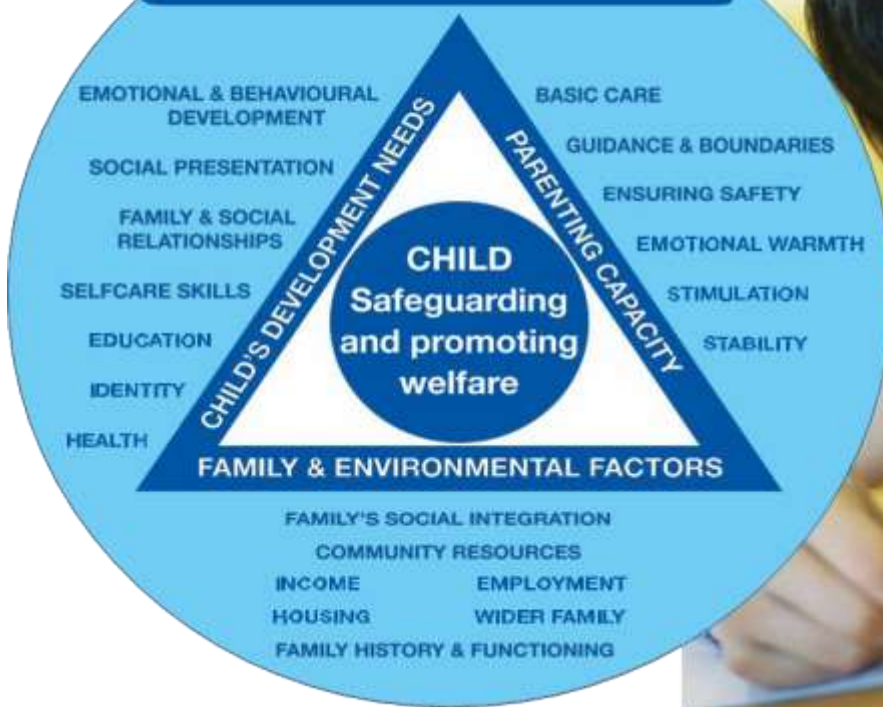 EMOTIONAL & BEHAVIOURAL
DEVELOPMENT
SOCIAL PRESENTATION
FAMILY & SOCIAL
RELATIONSHIPS
SELFCARE SKILLS
EDUCATION
IDENTITY
HEALTH
CHILD'S DEVELOPMENT NEEDS
CHILD
Safeguarding
and promoting
welfare
PARENTING CAPACITY
BASIC CARE
GUIDANCE & BOUNDARIES
ENSURING SAFETY
EMOTIONAL WARMTH
STIMULATION
STABILITY
FAMILY & ENVIRONMENTAL FACTORS
FAMILY'S SOCIAL INTEGRATION
COMMUNITY RESOURCES
INCOME EMPLOYMENT
HOUSING WIDER FAMILY
FAMILY HISTORY & FUNCTIONING